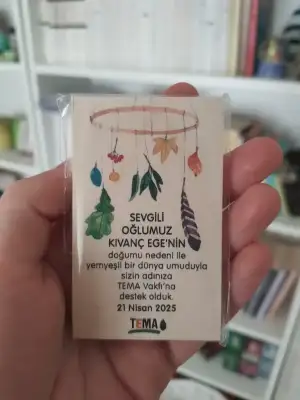 SEVGİLİ
OĞLUMUZ
KIVANÇ EGE'NİN
doğumu nedeni ile
yemyeşil bir dünya umuduyla
sizin adınıza
TEMA Vakfı'na
destek olduk.
21 Nisan 2025
TEMA